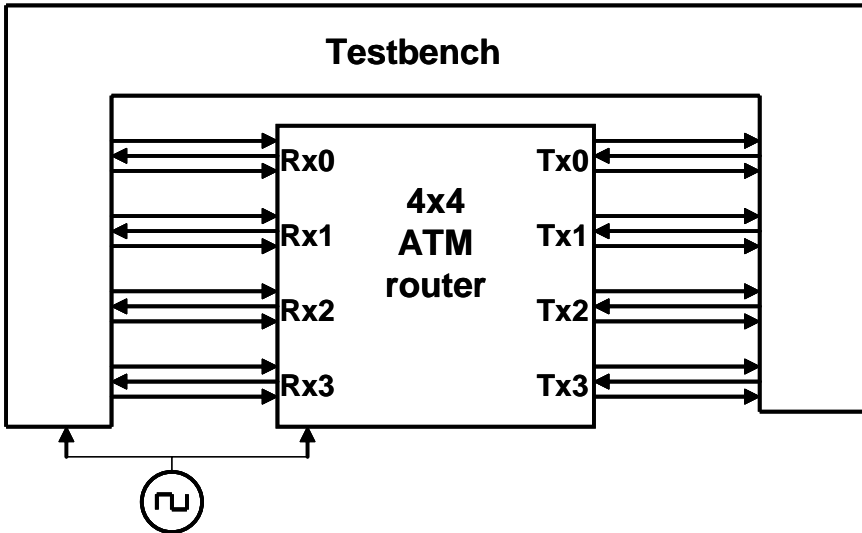 Testbench
Rx0
Tx0
4x4
ATM
router
Rx1
Tx1
Rx2
Tx2
Rx3
Tx3